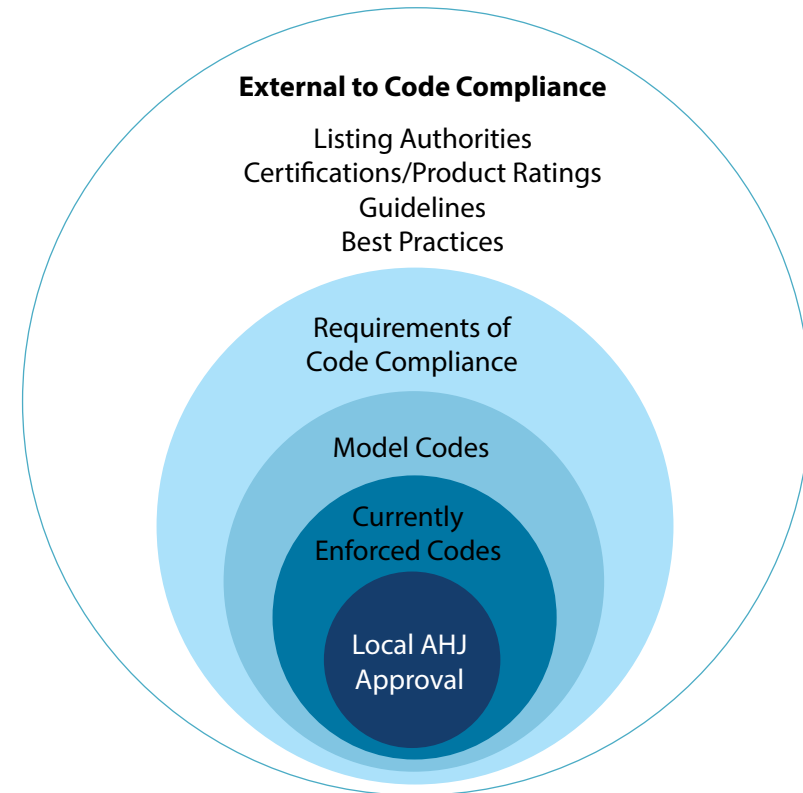 External to Code Compliance
Listing Authorities
Certifications/Product Ratings
Guidelines
Best Practices
Requirements of
Code Compliance
Model Codes
Currently
Enforced Codes
Local AHJ
Approval